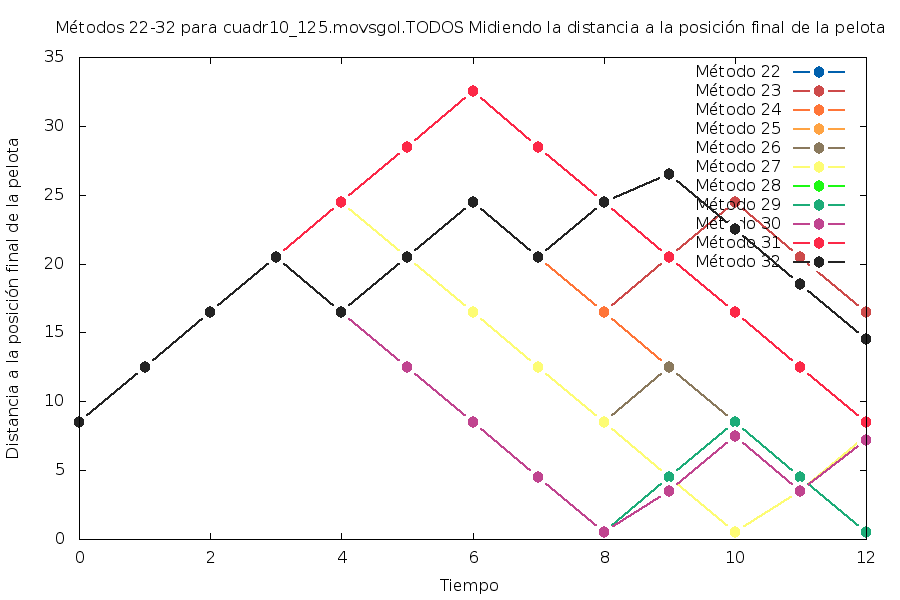 Métodos 22-32 para cuadr10_125.movsgol.TODOS Midiendo la distancia a la posición final de la pelota
35
30
25
20
15
10
5
0
Distancia a la posición final de la pelota
Método 22
Método 23
Método 24
Método 25
Método 26
Método 27
Método 28
Método 29
Método 30
Método 31
Método 32
0 2 4 6 8 10 12
Tiempo